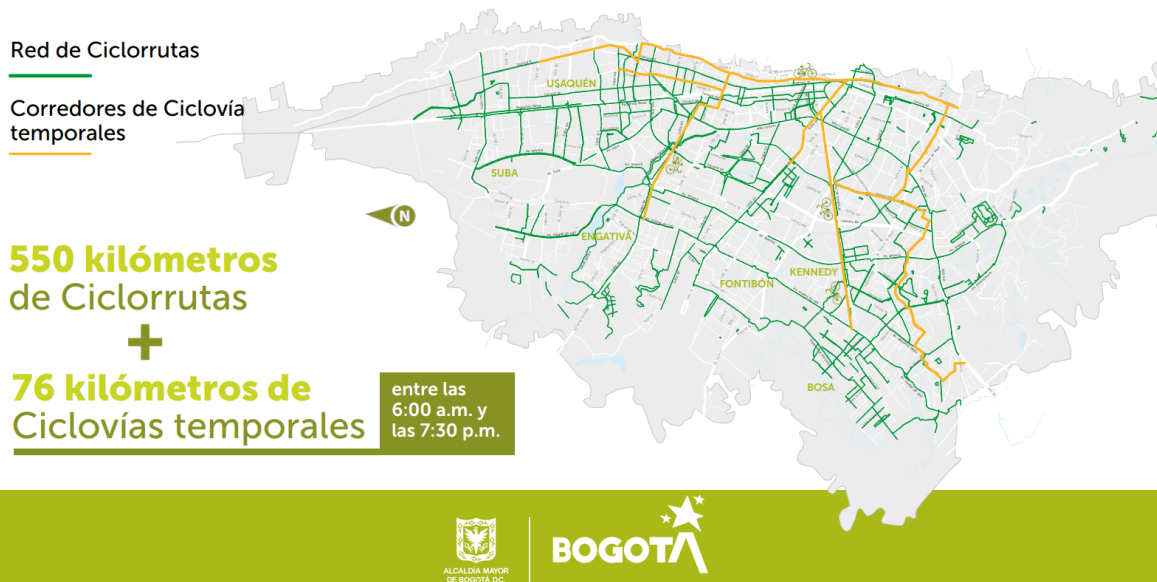 Red de Ciclorrutas
Corredores de Ciclovía
temporales
N
550 kilómetros
de Ciclorrutas
+
76 kilómetros de
Ciclovías temporales
entre las
6:00 a.m. y
las 7:30 p.m.
USAQUÉN
SUBA
ENGATIVÁ
FONTIBÓN
KENNEDY
BOSA
ALCALDÍA MAYOR
DE BOGOTÁ D.C.
BOGOTÁ